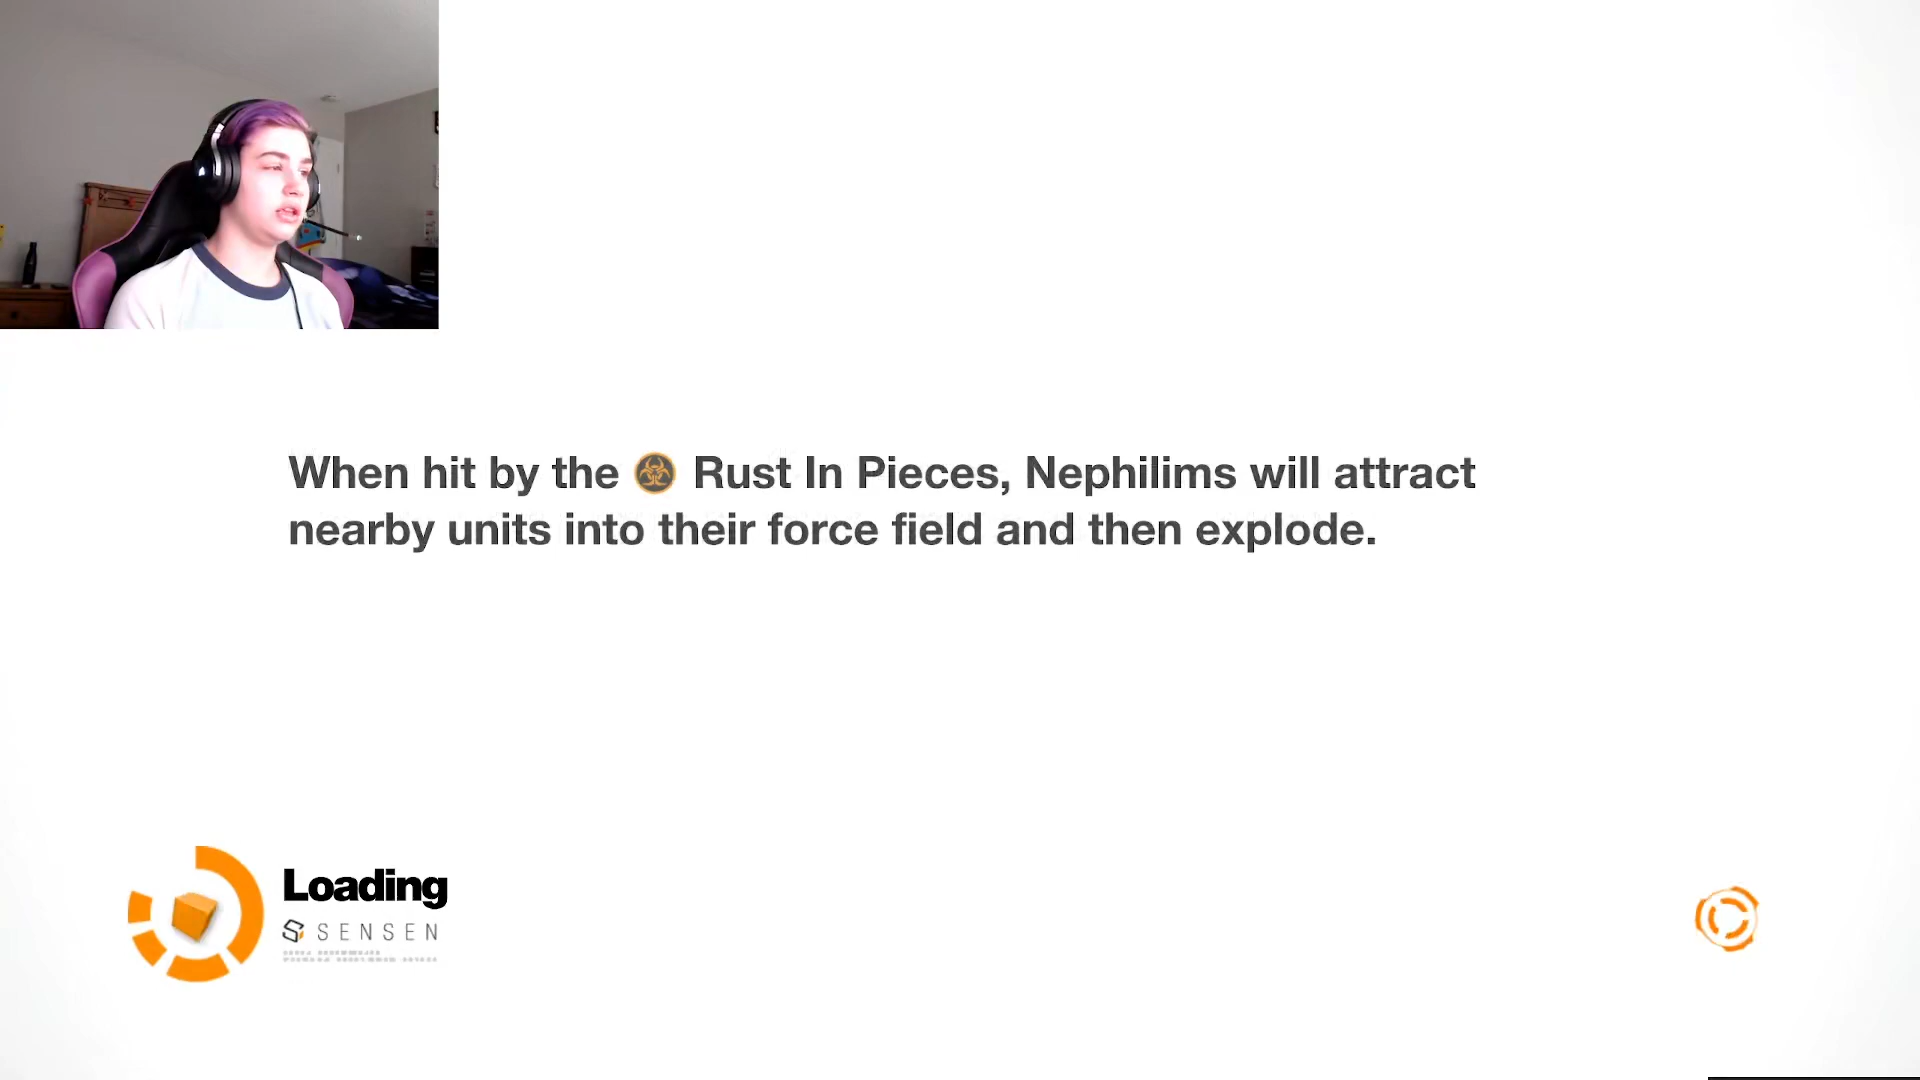 When hit by the Rust In Pieces, Nephilims will attract
nearby units into their force field and then explode.
Loading
SENSEN